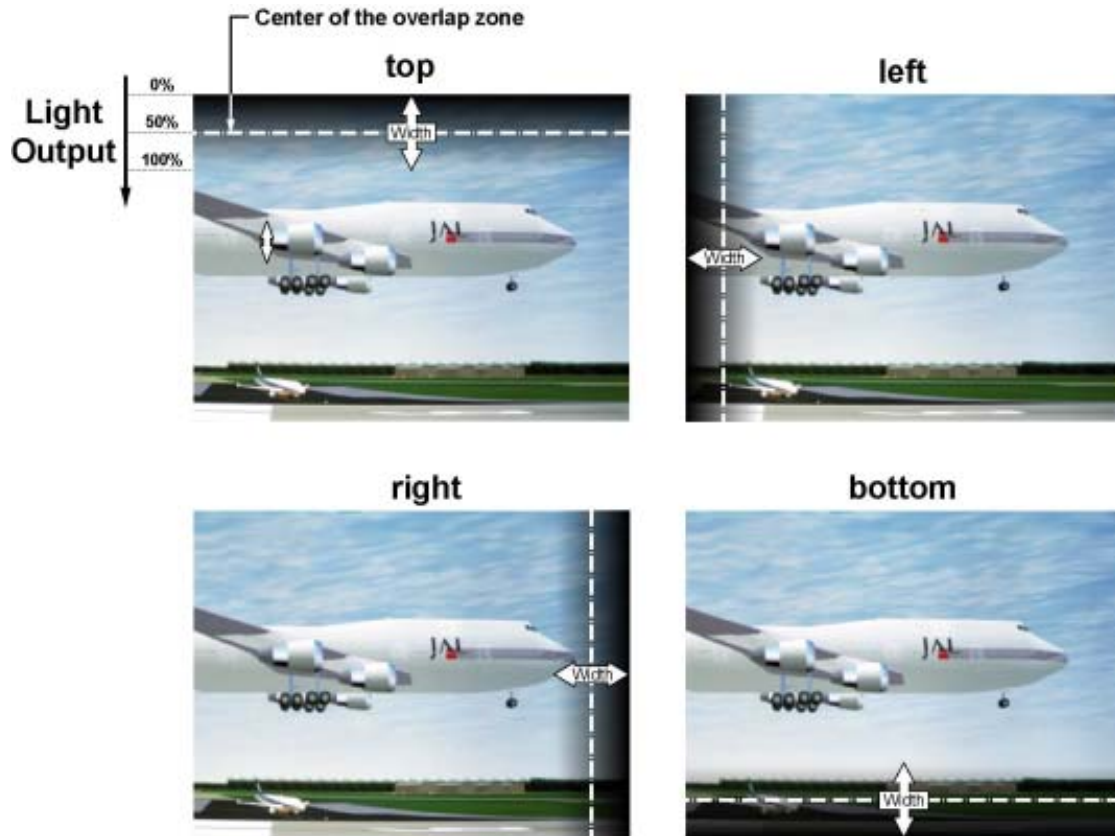 Center of the overlap zone
top
left
Light
Output
0%
50%
100%
Width
JAL
Width
JAL
right
bottom
Width
JAL
Width
JAL